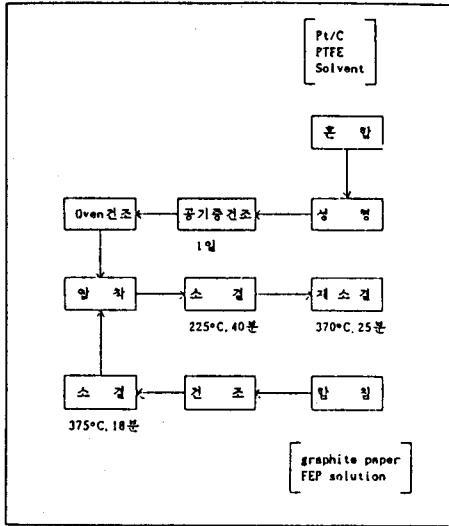 Pt/C
PTFE
Solvent
혼 합
Oven건조
공기중건조
성 형
1일
압 착
소 결
재소결
225°C, 40분
370°C, 25분
소 결
건 조
함 침
375°C, 18분
graphite paper
FEP solution